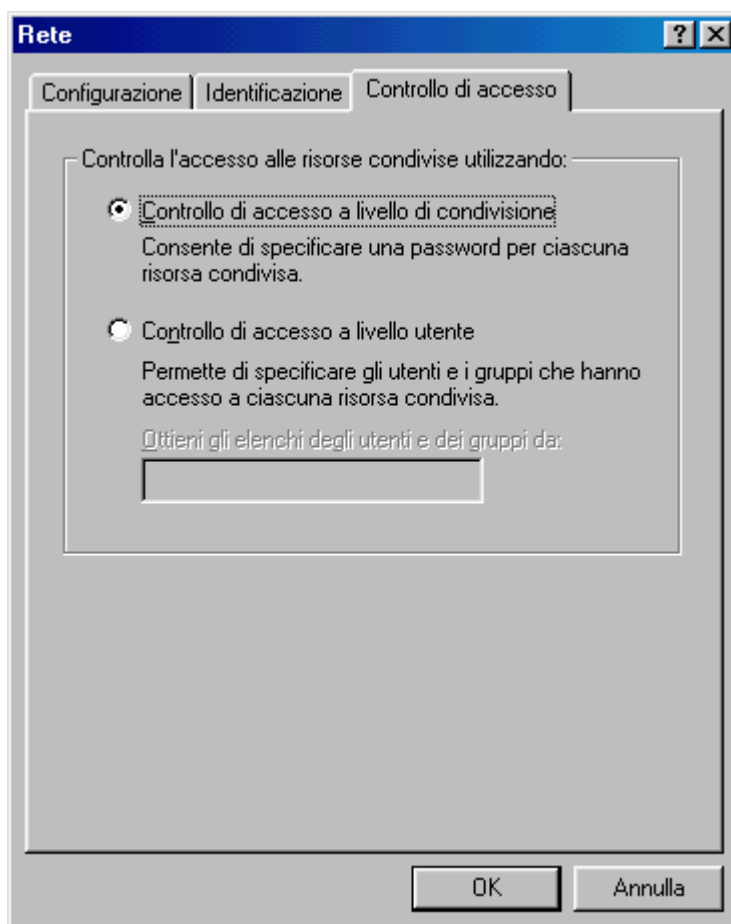 Rete
Configurazione Identificazione Controllo di accesso
Controlla l'accesso alle risorse condivise utilizzando:
Controllo di accesso a livello di condivisione
Consente di specificare una password per ciascuna
risorsa condivisa.
Controllo di accesso a livello utente
Permette di specificare gli utenti e i gruppi che hanno
accesso a ciascuna risorsa condivisa.
Ottieni gli elenchi degli utenti e dei gruppi da:
OK Annulla